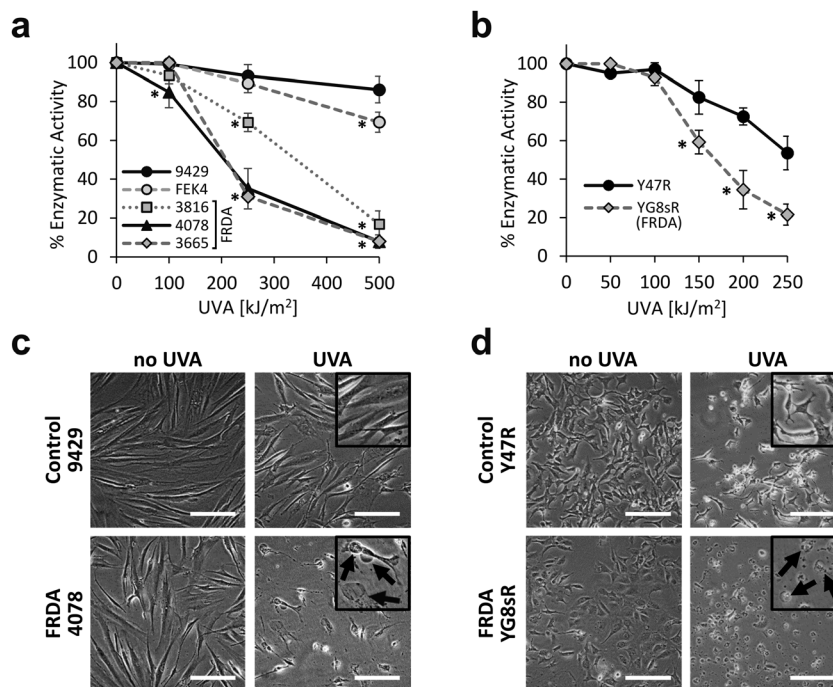 a
% Enzymatic Activity
100
80
60
40
20
0
*
*
*
*
*
*
9429
FEK4
3816
4078
3665
FRDA
0
100
200
300
400
500
UVA [kJ/m²]
b
% Enzymatic Activity
100
80
60
40
20
0
*
*
*
Y47R
YG8sR
(FRDA)
0
50
100
150
200
250
UVA [kJ/m²]
c
no UVA
UVA
Control
9429
FRDA
4078
d
no UVA
UVA
Control
Y47R
FRDA
YG8sR